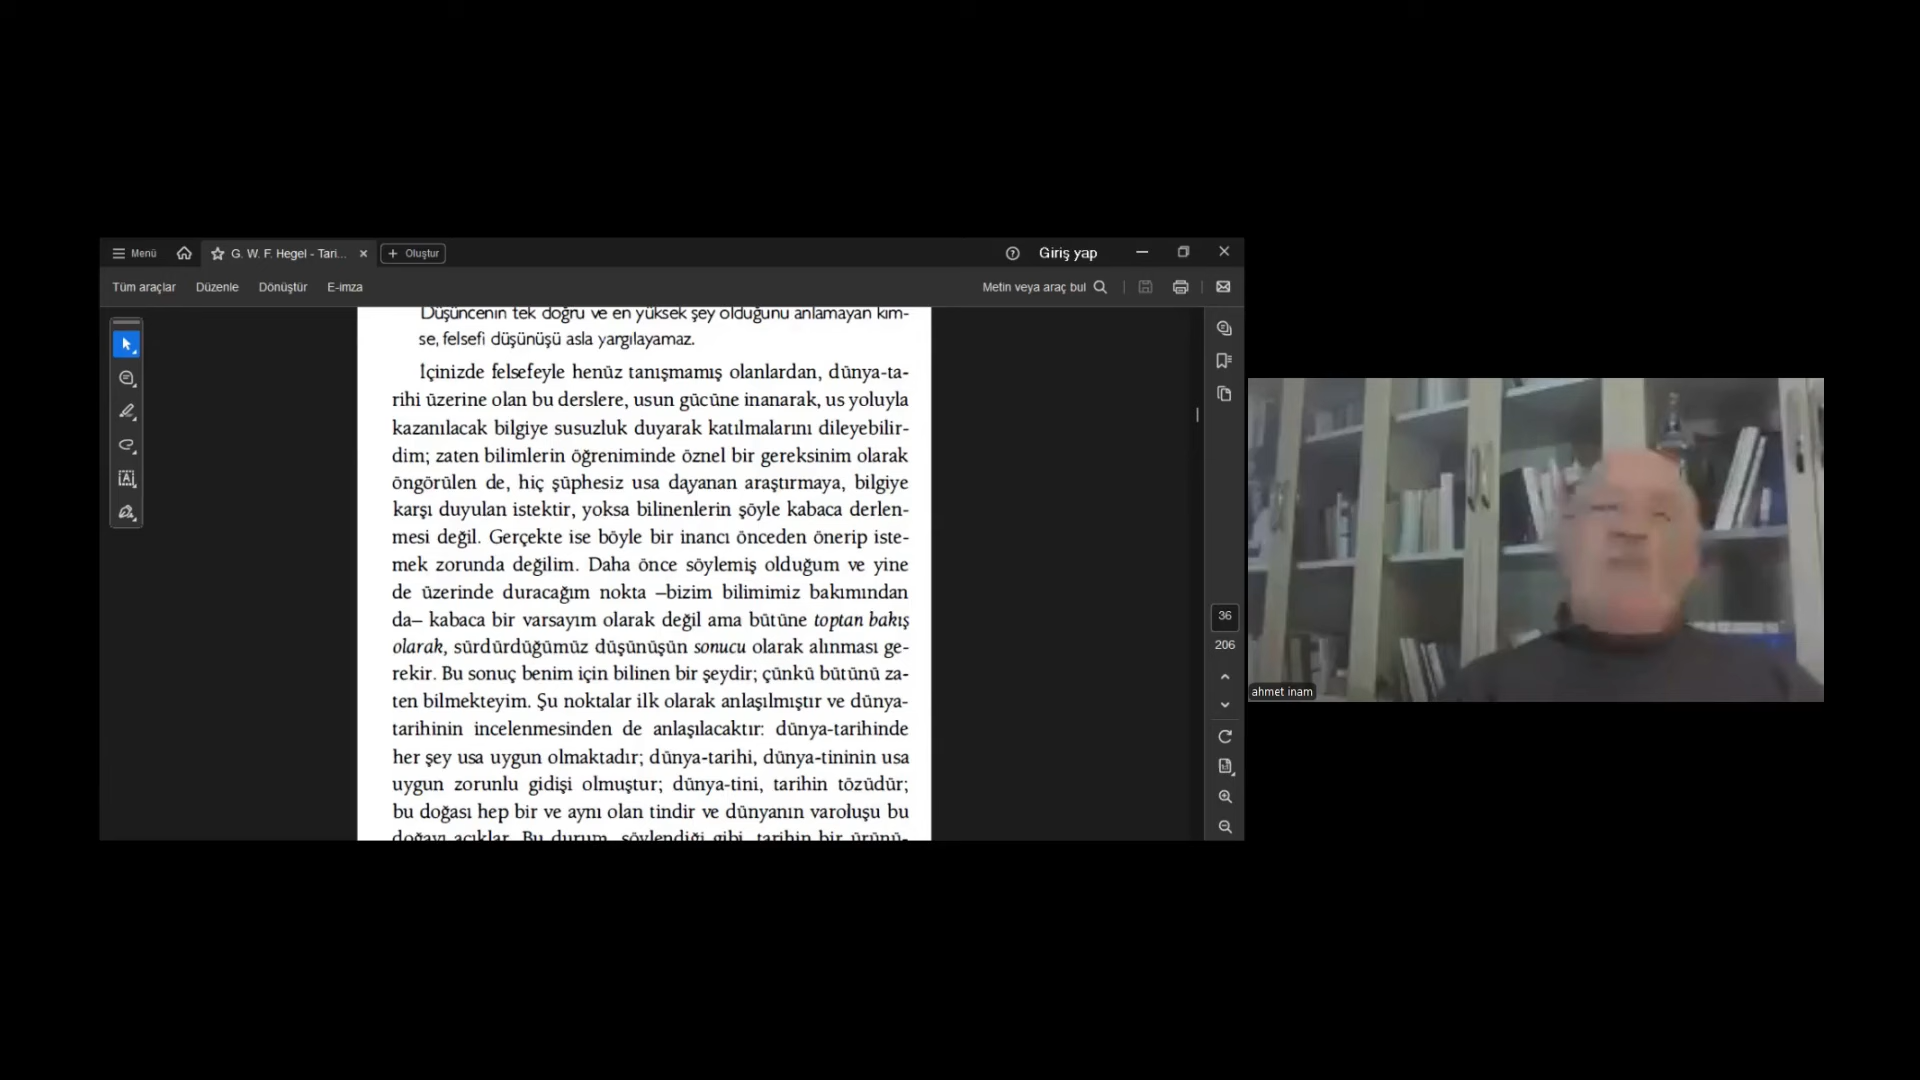 Menü
G. W. F. Hegel - Tari...
Oluştur
Giriş yap
Tüm araçlar
Düzenle
Dönüştür
E-imza
Metin veya araç bul
Düşüncenin tek doğru ve en yüksek şey olduğunu anlamayan kim-
se, felsefi düşünüşü asla yargılayamaz.
İçinizde felsefeyle henüz tanışmamış olanlardan, dünya-ta-
rihi üzerine olan bu derslere, usun gücüne inanarak, us yoluyla
kazanılacak bilgiye susuzluk duyarak katılmalarını dileyebilir-
dim; zaten bilimlerin öğreniminde öznel bir gereksinim olarak
öngörülen de, hiç şüphesiz usa dayanan araştırmaya, bilgiye
karşı duyulan istektir, yoksa bilinenlerin şöyle kabaca derlen-
mesi değil. Gerçekte ise böyle bir inancı önceden önerip iste-
mek zorunda değilim. Daha önce söylemiş olduğum ve yine
de üzerinde duracağım nokta –bizim bilimimiz bakımından
da– kabaca bir varsayım olarak değil ama bütüne toptan bakış
olarak, sürdürdüğümüz düşünüşün sonucu olarak alınması ge-
rekir. Bu sonuç benim için bilinen bir şeydir; çünkü bütünü za-
ten bilmekteyim. Şu noktalar ilk olarak anlaşılmıştır ve dünya-
tarihinin incelenmesinden de anlaşılacaktır: dünya-tarihinde
her şey usa uygun olmaktadır; dünya-tarihi, dünya-tininin usa
uygun zorunlu gidişi olmuştur; dünya-tini, tarihin tözüdür;
bu doğası hep bir ve aynı olan tindir ve dünyanın varoluşu bu
doğayı açıklar. Bu durum, söylendiği gibi, tarihin bir ürünü-
36
206
ahmet inam